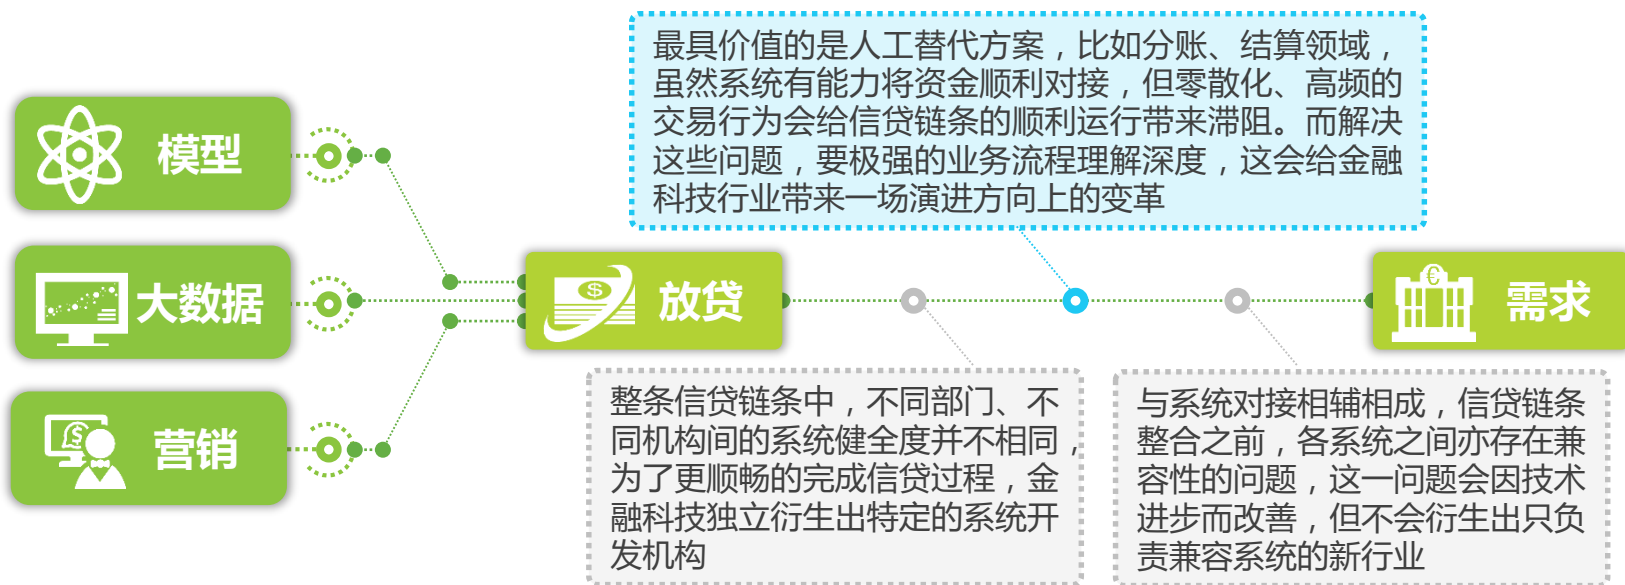 最具价值的是人工替代方案，比如分账、结算领域，
虽然系统有能力将资金顺利对接，但零散化、高频的
交易行为会给信贷链条的顺利运行带来滞阻。而解决
这些问题，要极强的业务流程理解深度，这会给金融
科技行业带来一场演进方向上的变革
模型
大数据
营销
$
放贷
€
需求
$
整条信贷链条中，不同部门、不
同机构间的系统健全度并不相同，
为了更顺畅的完成信贷过程，金
融科技独立衍生出特定的系统开
发机构
与系统对接相辅相成，信贷链条
整合之前，各系统之间亦存在兼
容性的问题，这一问题会因技术
进步而改善，但不会衍生出只负
责兼容系统的新行业